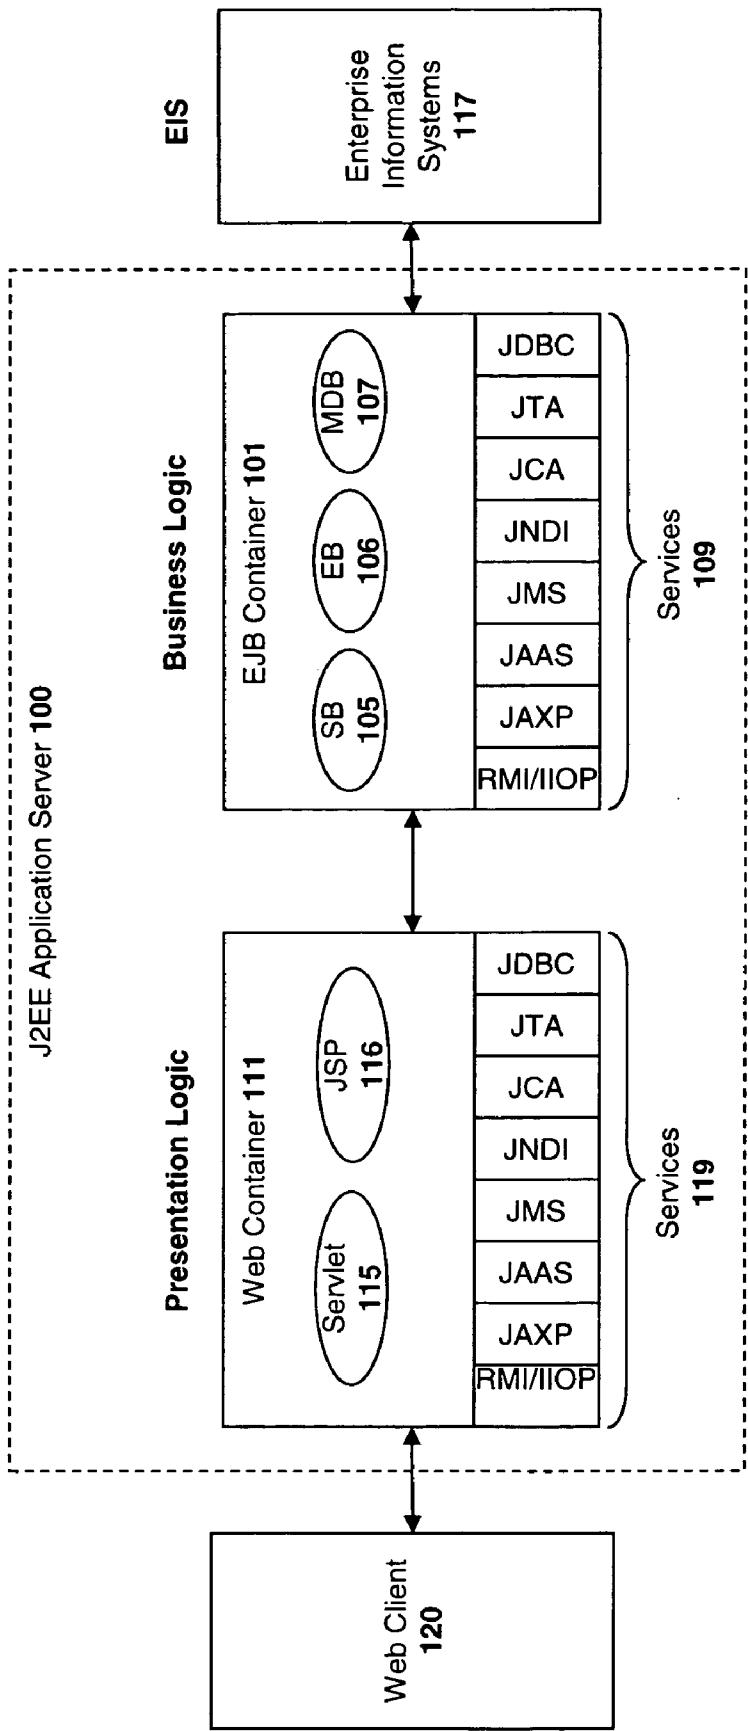 J2EE Application Server 100
Presentation Logic
Business Logic
EIS
Web Client
120
Web Container 111
Servlet
115
JSP
116
RMI/IIOP
JAXP
JAAS
JMS
JNDI
JCA
JTA
JDBC
Services
119
EJB Container 101
SB
105
EB
106
MDB
107
RMI/IIOP
JAXP
JAAS
JMS
JNDI
JCA
JTA
JDBC
Services
109
Enterprise
Information
Systems
117